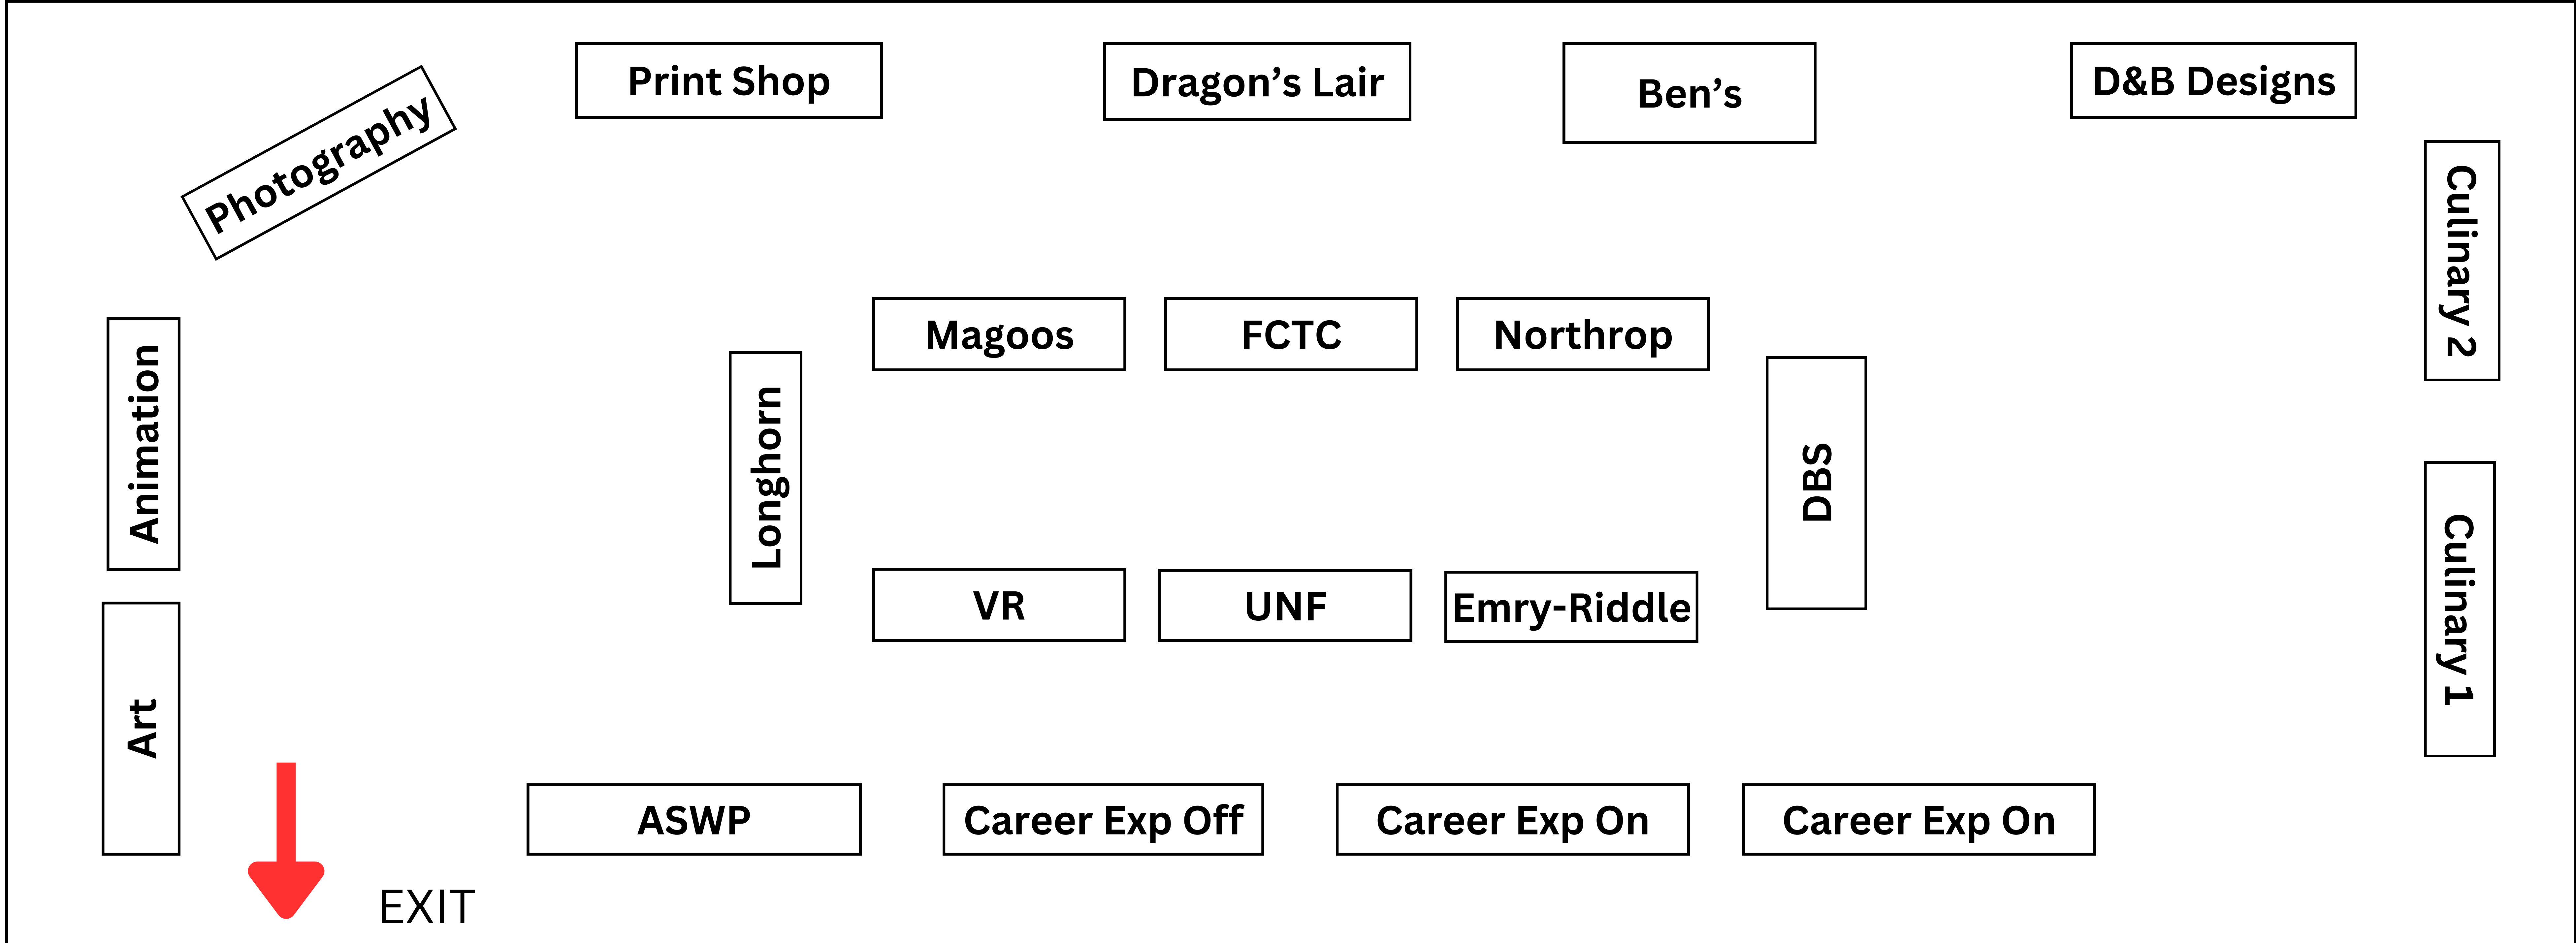 Print Shop
Dragon's Lair
Ben's
D&B Designs
Photography
Culinary 2
Magoos
FCTC
Northrop
Animation
Longhorn
DBS
Culinary 1
VR
UNF
Emry-Riddle
Art
ASWP
Career Exp Off
Career Exp On
Career Exp On
EXIT